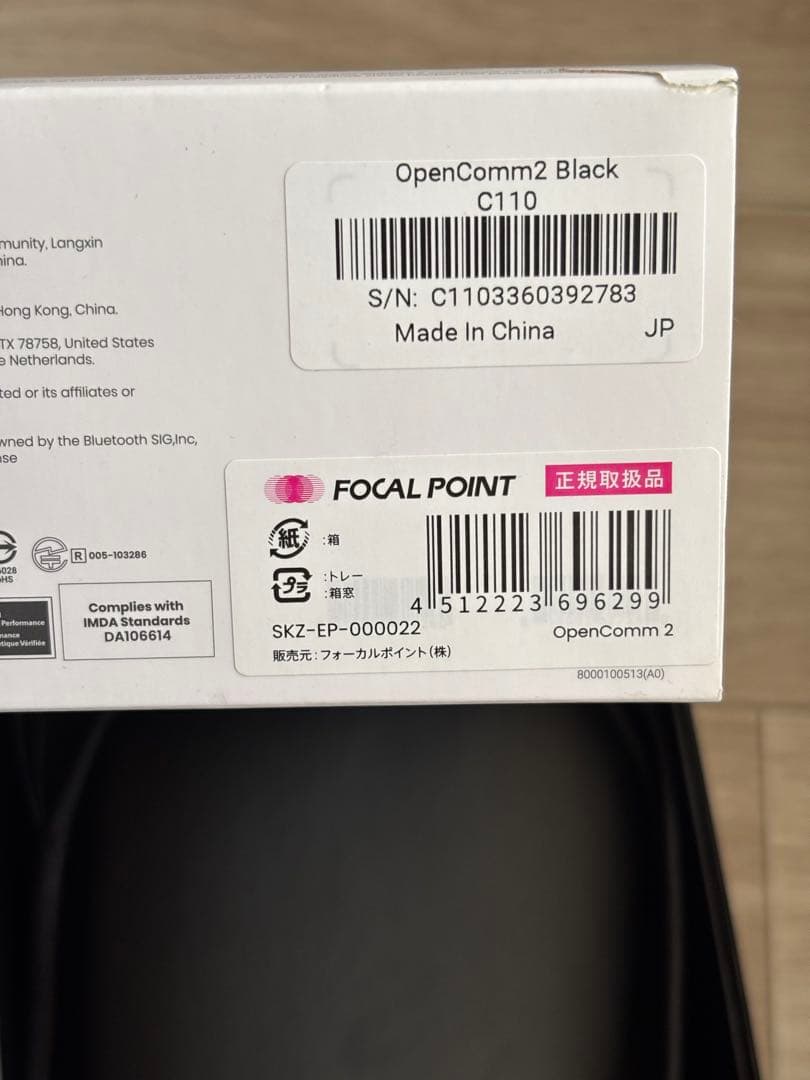 munity, Langxin
ina.
Hong Kong, China.
TX 78758, United States
e Netherlands.
ted or its affiliates or
wned by the Bluetooth SIG,Inc,
se
OpenComm2 Black
C110
S/N: C1103360392783
Made In China
JP
FOCAL POINT 正規取扱品
紙 :箱
プラ :トレー
:箱窓
4 512223 696299
SKZ-EP-000022
OpenComm 2
販売元:フォーカルポイント(株)
8000100513(A0)
R 005-103286
Performance
Complies with
IMDA Standards
DA106614